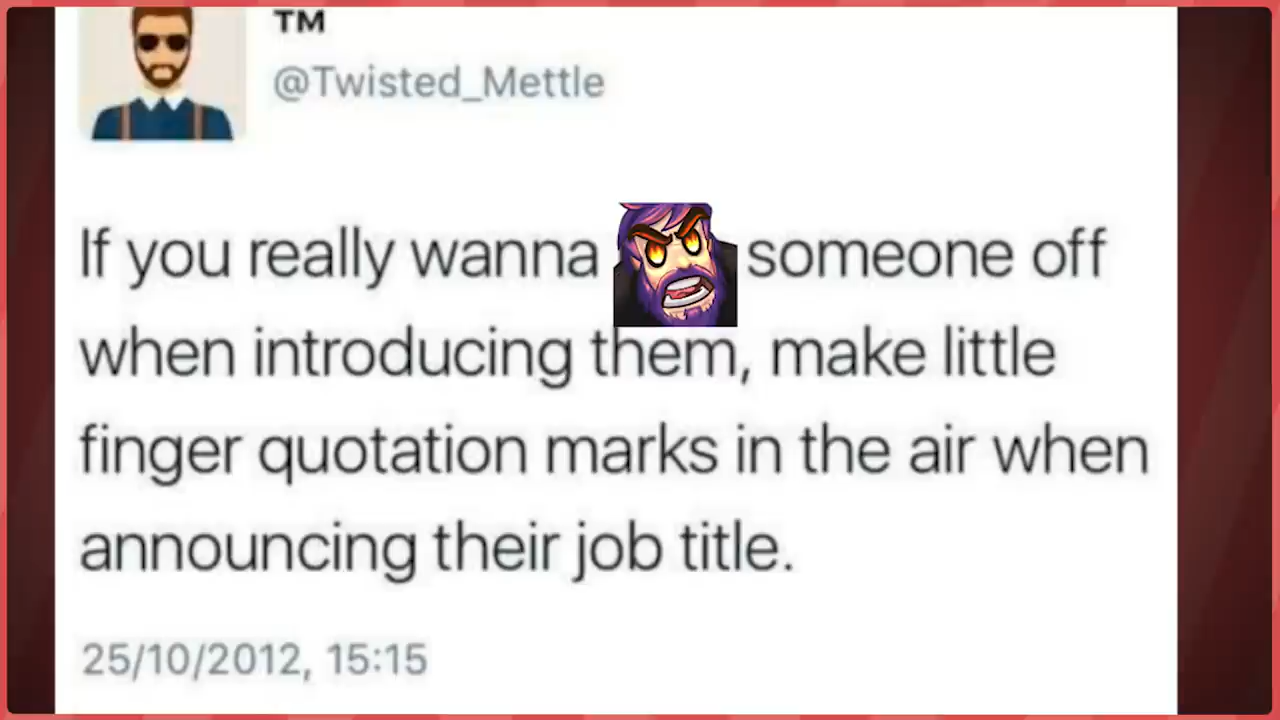 TM
@Twisted_Mettle
If you really wanna someone off
when introducing them, make little
finger quotation marks in the air when
announcing their job title.
25/10/2012, 15:15